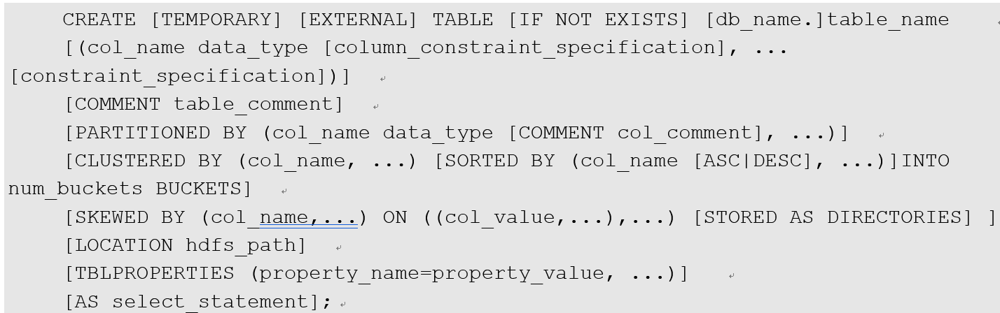 CREATE [TEMPORARY] [EXTERNAL] TABLE [IF NOT EXISTS] [db_name.]table_name
[(col_name data_type [column_constraint_specification], ...
[constraint_specification])]
[COMMENT table_comment]
[PARTITIONED BY (col_name data_type [COMMENT col_comment], ...)]
[CLUSTERED BY (col_name, ...) [SORTED BY (col_name [ASC|DESC], ...)]INTO
num_buckets BUCKETS]
[SKEWED BY (col_name,...) ON ((col_value,...),...) [STORED AS DIRECTORIES] ]
[LOCATION hdfs_path]
[TBLPROPERTIES (property_name=property_value, ...)]
[AS select_statement];